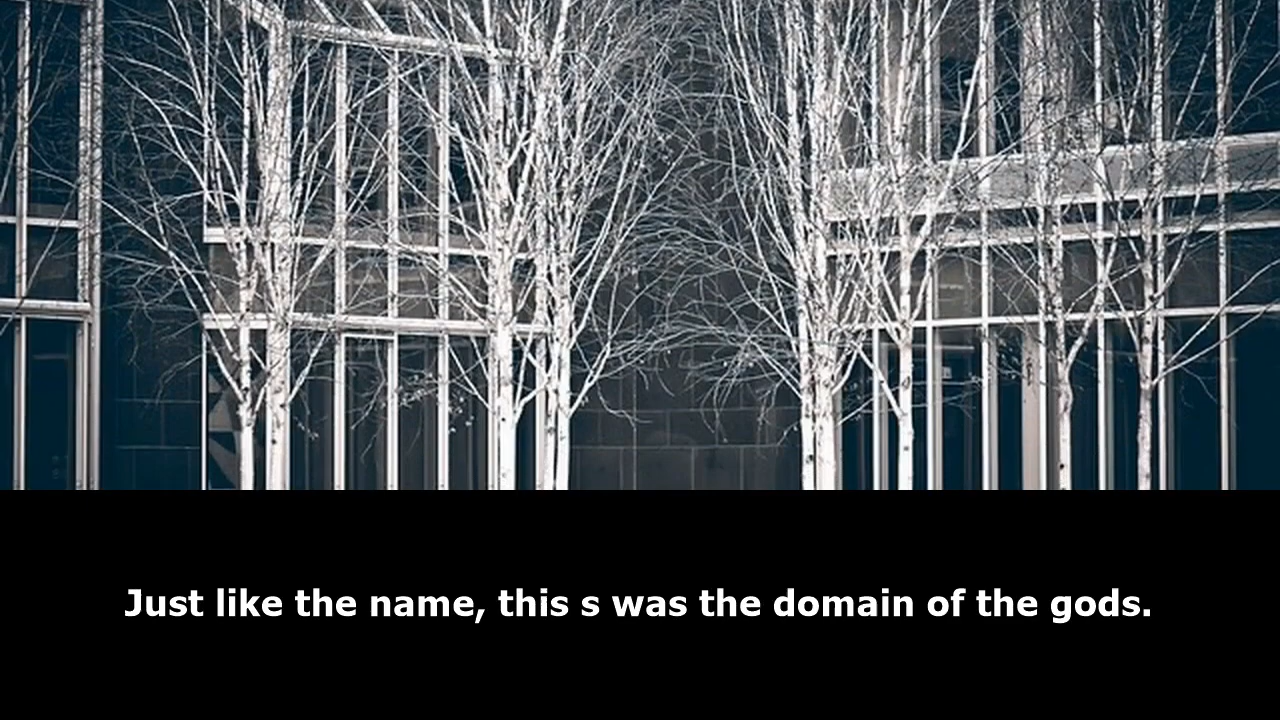 Just like the name, this s was the domain of the gods.